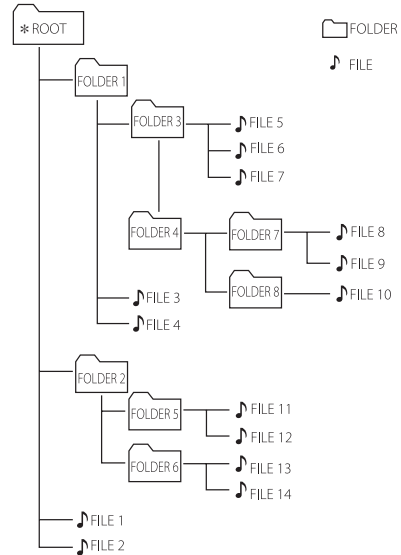 * ROOT
FOLDER
FILE
FOLDER 1
FOLDER 3
FILE 5
FILE 6
FILE 7
FOLDER 4
FOLDER 7
FILE 8
FILE 9
FOLDER 8
FILE 10
FILE 3
FILE 4
FOLDER 2
FOLDER 5
FILE 11
FILE 12
FOLDER 6
FILE 13
FILE 14
FILE 1
FILE 2